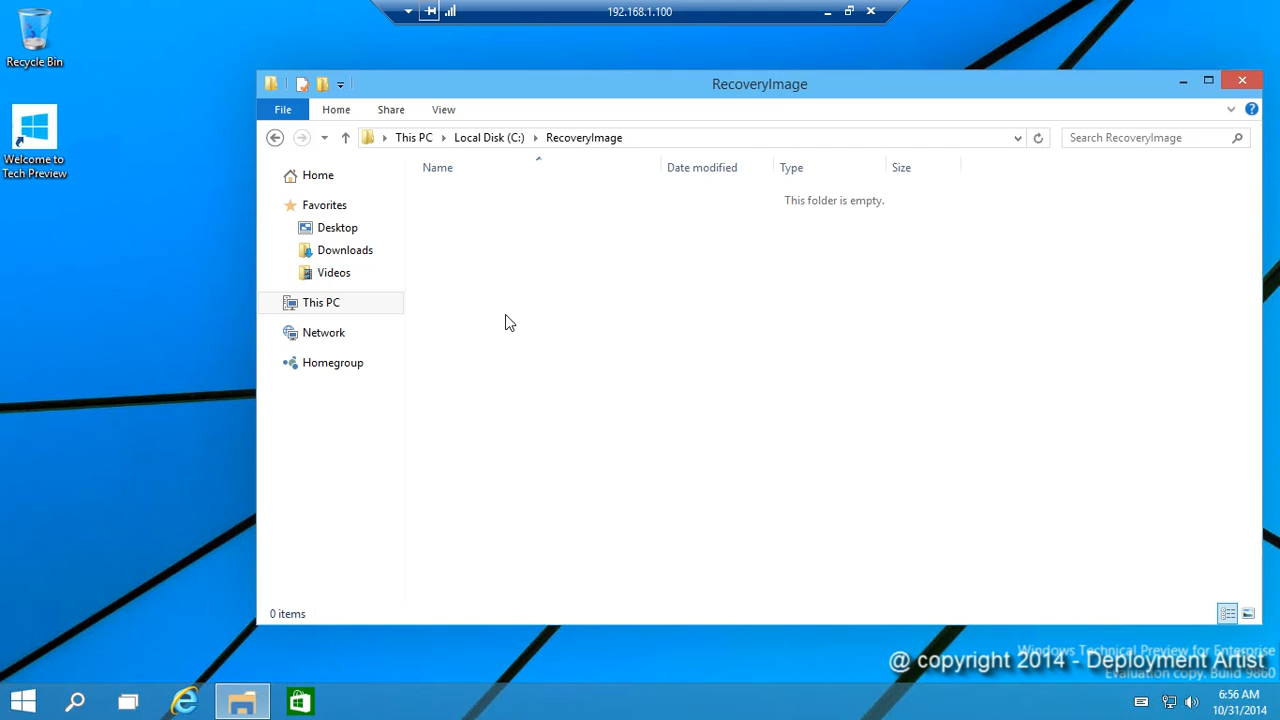 192.168.1.100
Recycle Bin
Welcome to
Tech Preview
RecoveryImage
File
Home
Share
View
This PC
Local Disk (C:)
RecoveryImage
Search RecoveryImage
Name
Date modified
Type
Size
This folder is empty.
Home
Favorites
Desktop
Downloads
Videos
This PC
Network
Homegroup
0 items
Windows Technical Preview for Enterprise
@ copyright 2014 - Deployment Artist
Evaluation copy. Build 9860
6:56 AM
10/31/2014